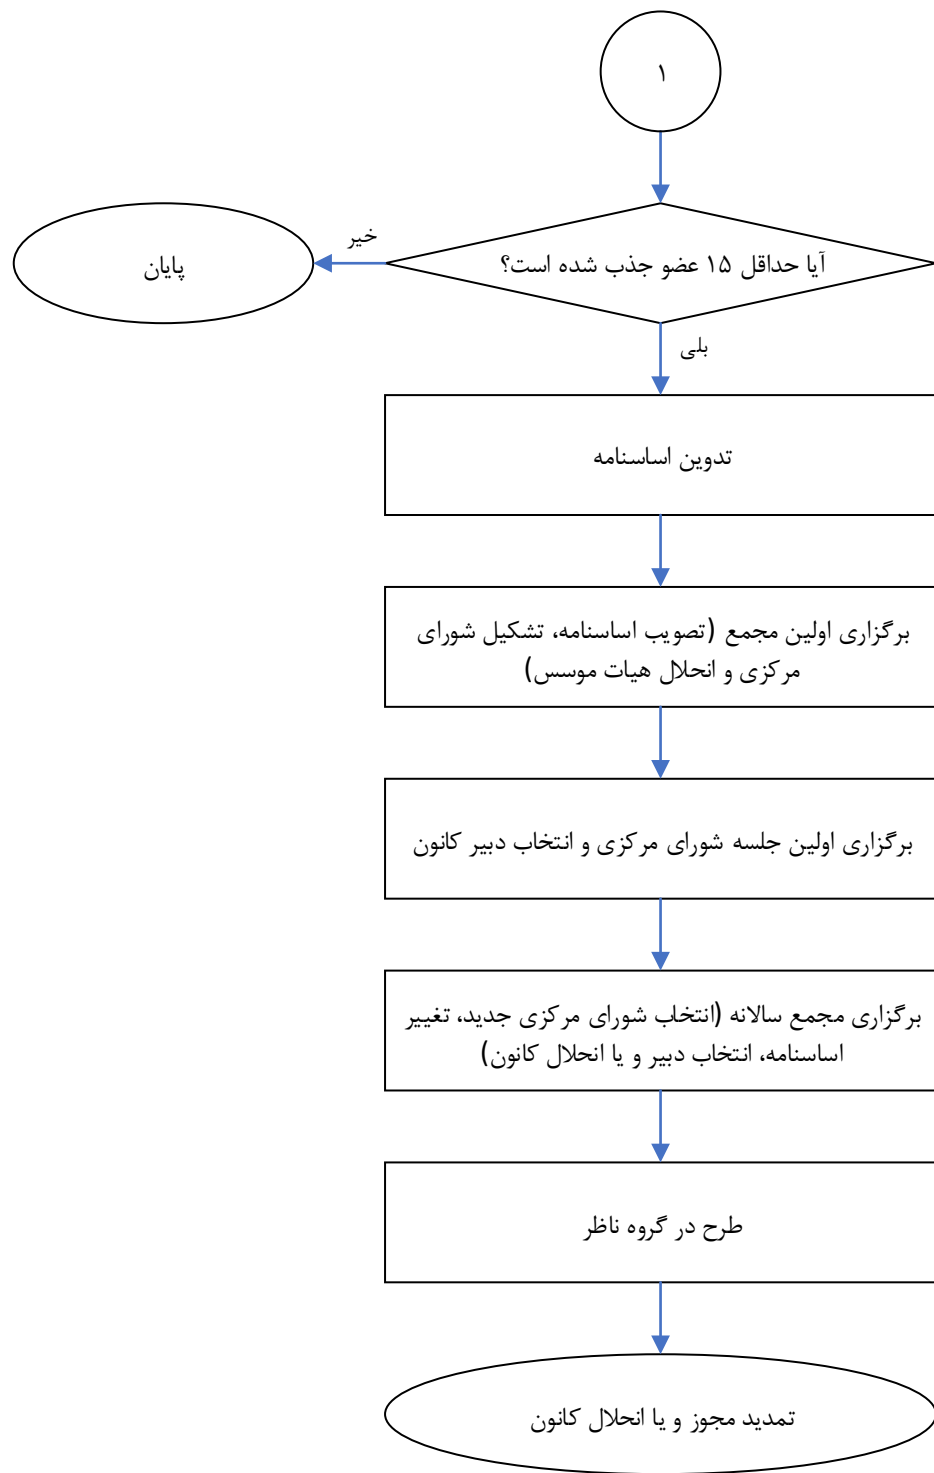 ۱
آیا حداقل ۱۵ عضو جذب شده است؟
خیر
پایان
بلی
تدوین اساسنامه
برگزاری اولین مجمع (تصویب اساسنامه، تشکیل شورای
مرکزی و انحلال هیات موسس)
برگزاری اولین جلسه شورای مرکزی و انتخاب دبیر کانون
برگزاری مجمع سالانه (انتخاب شورای مرکزی جدید، تغییر
اساسنامه، انتخاب دبیر و یا انحلال کانون)
طرح در گروه ناظر
تمدید مجوز و یا انحلال کانون